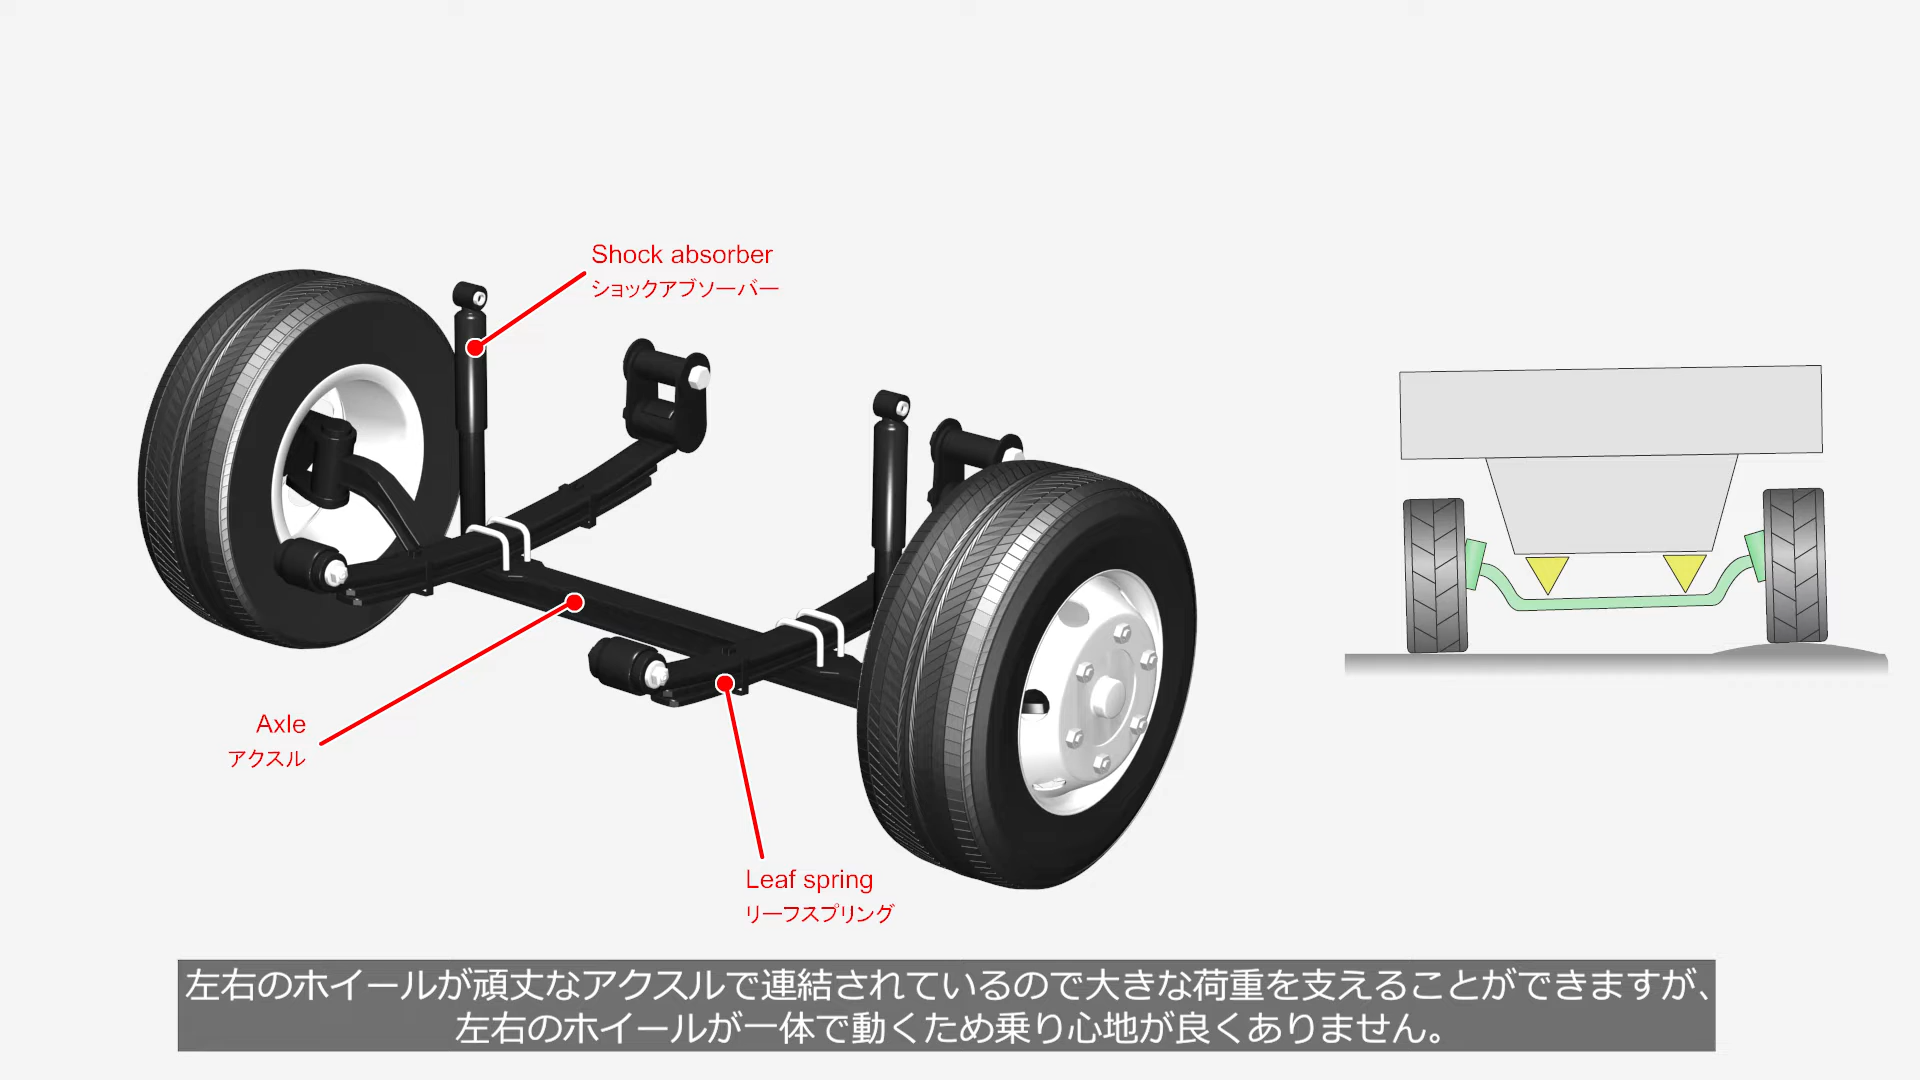 Shock absorber
ショックアブソーバー
Axle
アクスル
Leaf spring
リーフスプリング
左右のホイールが頑丈なアクスルで連結されているので大きな荷重を支えることができますが、
左右のホイールが一体で動くため乗り心地が良くありません。